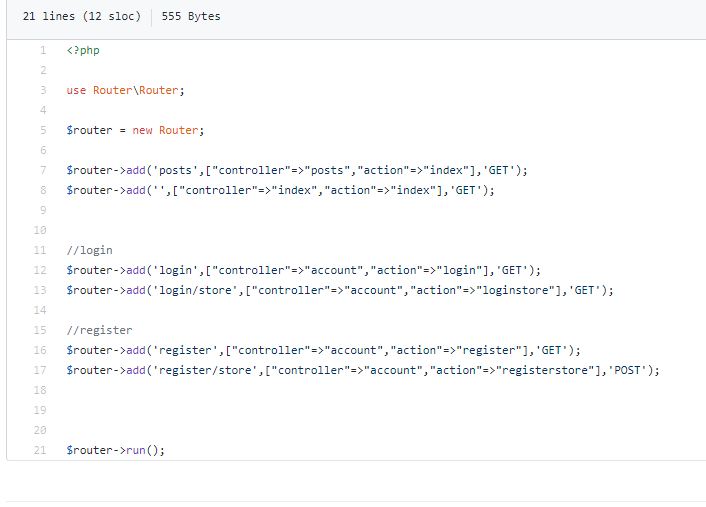 21 lines (12 sloc) 555 Bytes
1 <?php
2
3 use Router\Router;
4
5 $router = new Router;
6
7 $router->add('posts',["controller"=>"posts","action"=>"index"],'GET');
8 $router->add('',["controller"=>"index","action"=>"index"],'GET');
9
10
11 //login
12 $router->add('login',["controller"=>"account","action"=>"login"],'GET');
13 $router->add('login/store',["controller"=>"account","action"=>"loginstore"],'GET');
14
15 //register
16 $router->add('register',["controller"=>"account","action"=>"register"],'GET');
17 $router->add('register/store',["controller"=>"account","action"=>"registerstore"],'POST');
18
19
20
21 $router->run();